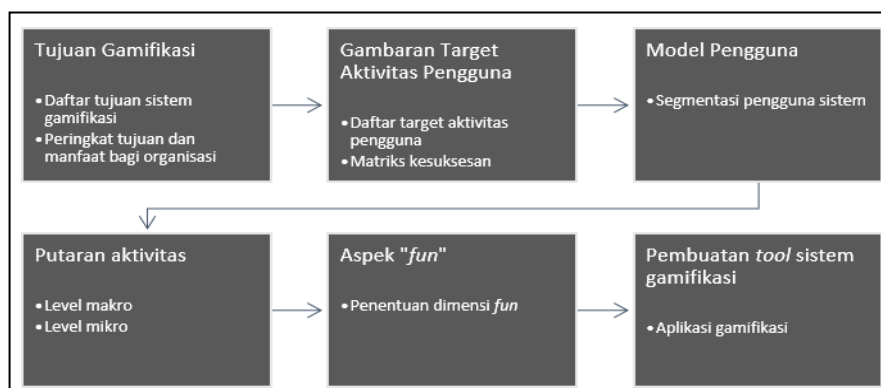 Tujuan Gamifikasi
• Daftar tujuan sistem
gamifikasi
• Peringkat tujuan dan
manfaat bagi organisasi
Gambaran Target
Aktivitas Pengguna
• Daftar target aktivitas
pengguna
• Matriks kesuksesan
Model Pengguna
• Segmentasi pengguna sistem
Putaran aktivitas
• Level makro
• Level mikro
Aspek "fun"
• Penentuan dimensi fun
Pembuatan tool sistem
gamifikasi
• Aplikasi gamifikasi